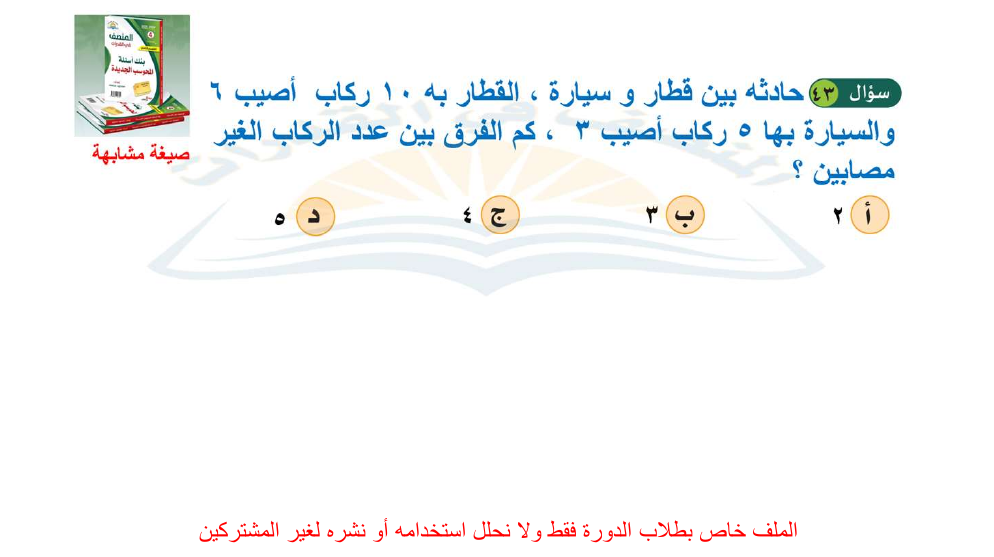 سؤال ٤٣ حادثه بين قطار و سيارة ، القطار به ١٠ ركاب أصيب ٦
والسيارة بها ٥ ركاب أصيب ٣ ، كم الفرق بين عدد الركاب الغير
مصابين ؟
أ ٢ ب ٣ ج ٤ د ٥
المنصف
بنك أسئلة
المحوسب الجديدة
صيغة مشابهة
الملف خاص بطلاب الدورة فقط ولا نحلل استخدامه أو نشره لغير المشتركين